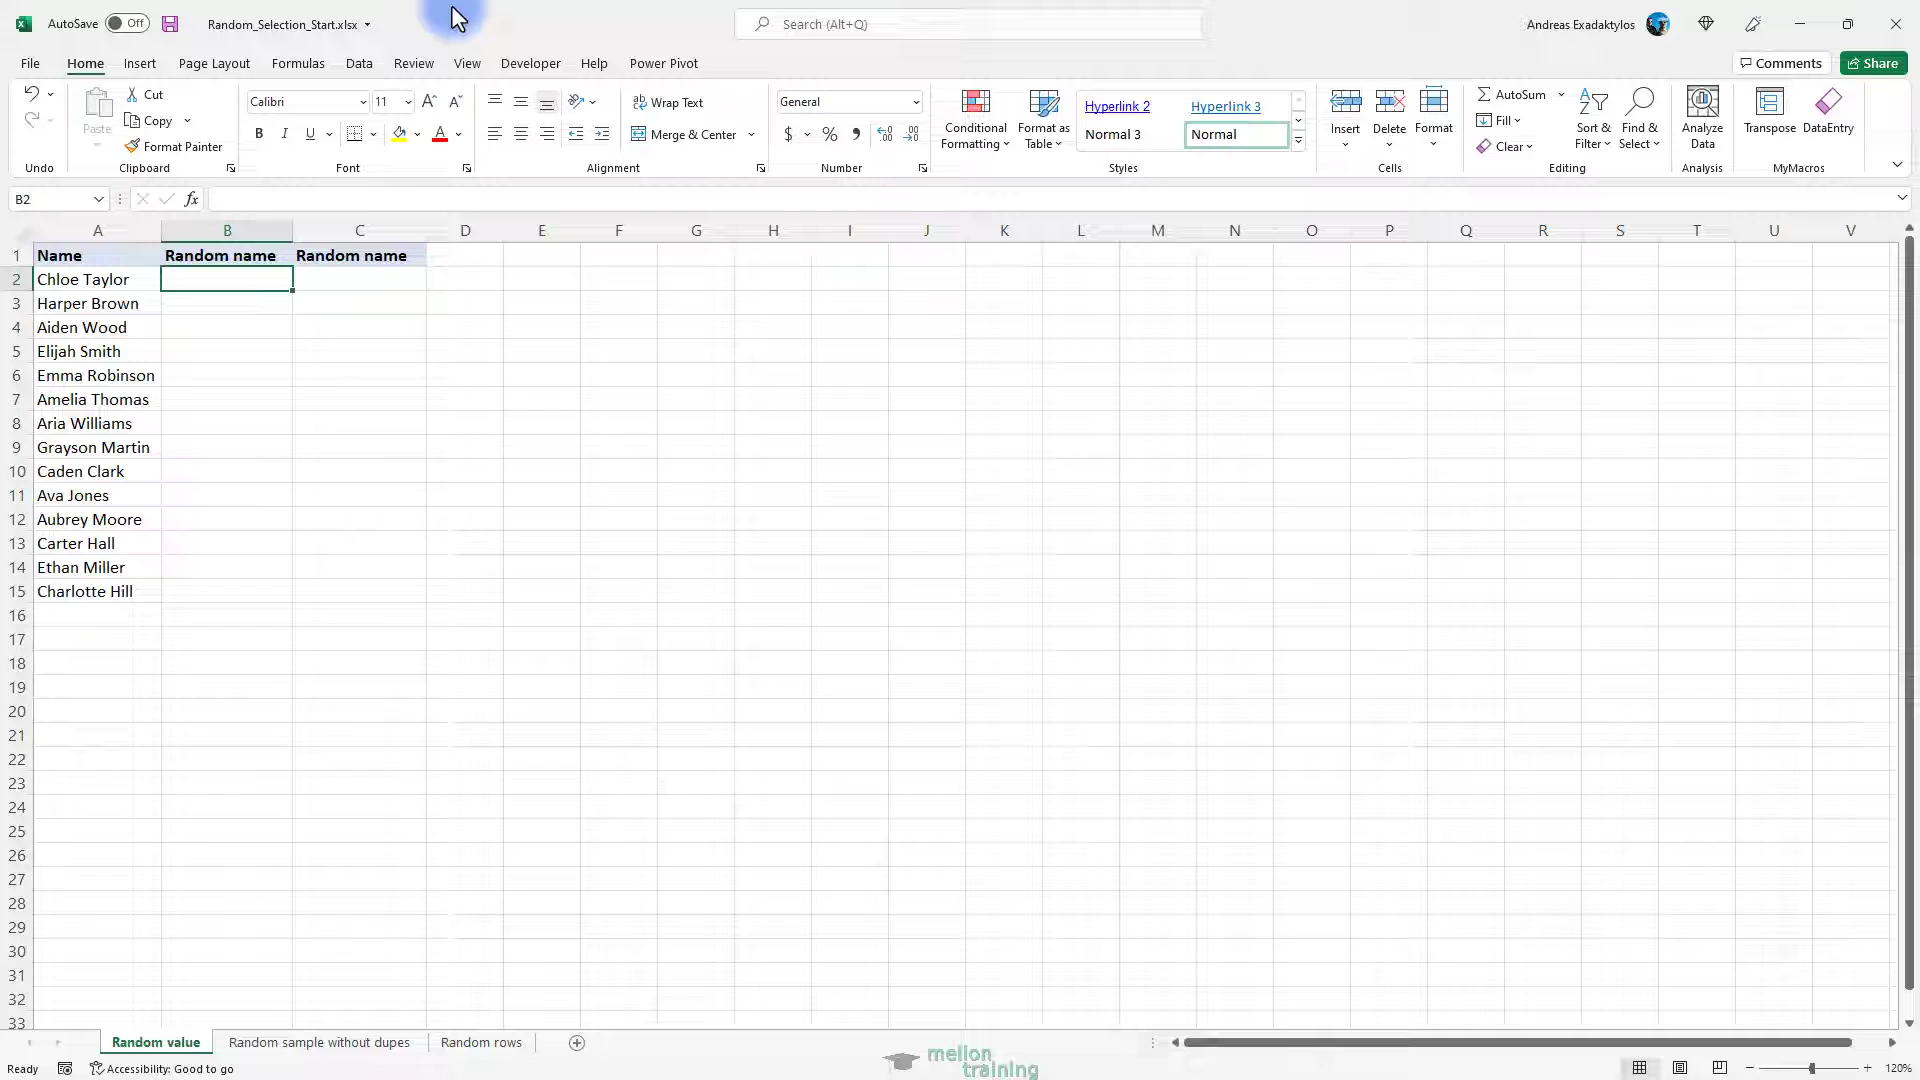 AutoSave Off Random_Selection_Start.xlsx Search (Alt+Q) Andreas Exadaktylos
File Home Insert Page Layout Formulas Data Review View Developer Help Power Pivot Comments Share
Paste
Cut
Copy
Format Painter
Calibri 11
B I U
Wrap Text
Merge & Center
General
$ % ,
Conditional Formatting
Format as Table
Hyperlink 2 Hyperlink 3
Normal 3 Normal
Insert Delete Format
AutoSum
Fill
Clear
Sort & Filter
Find & Select
Analyze Data
Transpose DataEntry
Undo Clipboard Font Alignment Number Styles Cells Editing Analysis MyMacros
B2 fx
A B C D E F G H I J K L M N O P Q R S T U V
1 Name Random name Random name
2 Chloe Taylor
3 Harper Brown
4 Aiden Wood
5 Elijah Smith
6 Emma Robinson
7 Amelia Thomas
8 Aria Williams
9 Grayson Martin
10 Caden Clark
11 Ava Jones
12 Aubrey Moore
13 Carter Hall
14 Ethan Miller
15 Charlotte Hill
16
17
18
19
20
21
22
23
24
25
26
27
28
29
30
31
32
33
Random value Random sample without dupes Random rows
mellon training
Ready Accessibility: Good to go 120%